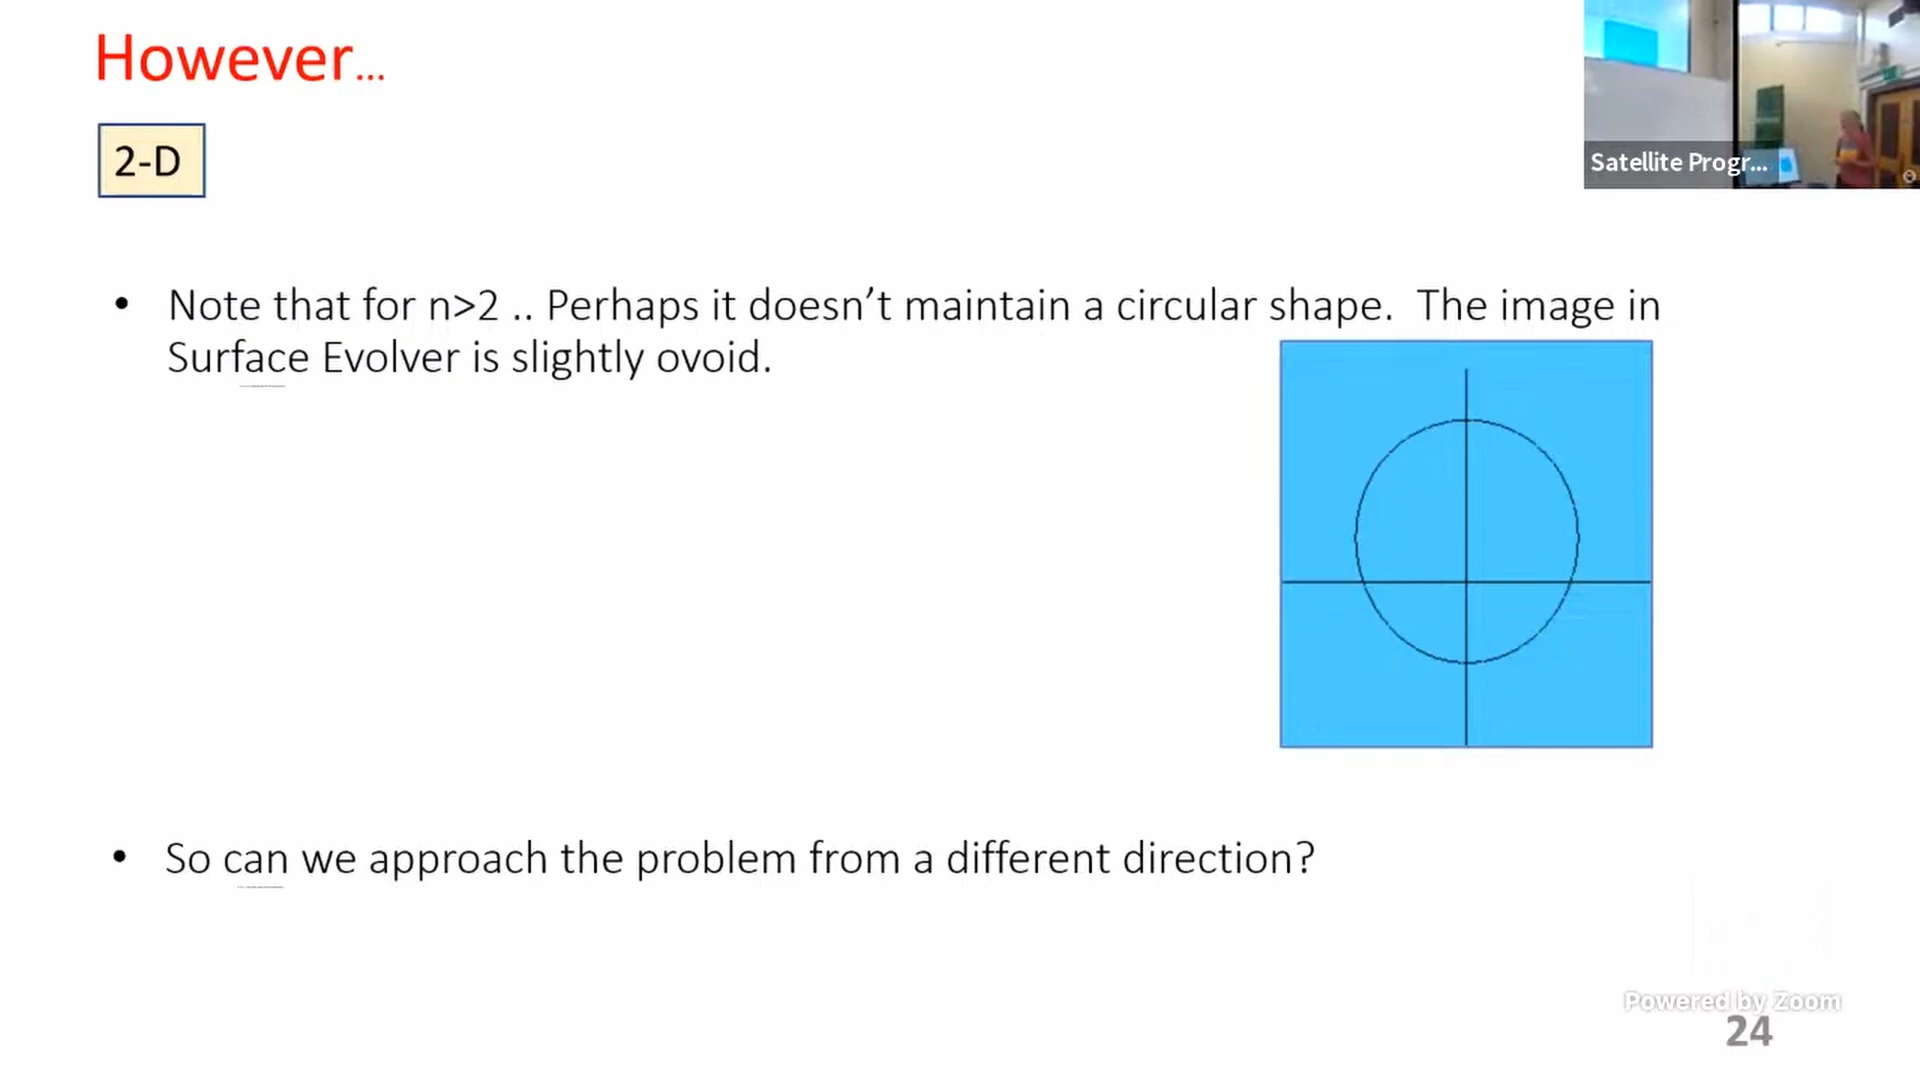 However...
Satellite Progr...
2-D
• Note that for n>2 .. Perhaps it doesn’t maintain a circular shape.  The image in
Surface Evolver is slightly ovoid.
• So can we approach the problem from a different direction?
Powered by Zoom
24